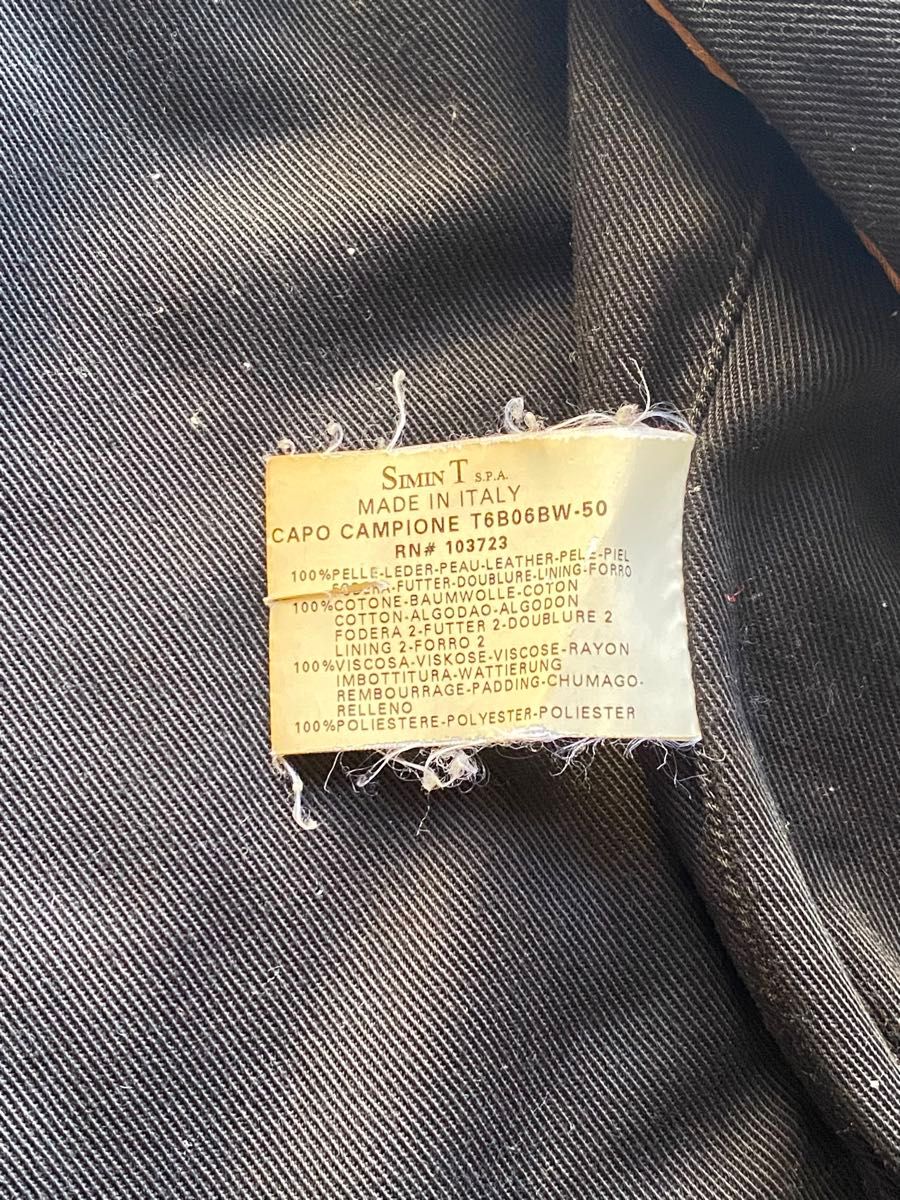 SIMIN T S.P.A.
MADE IN ITALY
CAPO CAMPIONE T6B06BW-50
RN# 103723
100%PELLE-LEDER-PEAU-LEATHER-PELE-PIEL
FODERA-FUTTER-DOUBLURE-LINING-FORRO
100%COTONE-BAUMWOLLE-COTON
COTTON-ALGODAO-ALGODON
FODERA 2-FUTTER 2-DOUBLURE 2
LINING 2-FORRO 2
100%VISCOSA-VISKOSE-VISCOSE-RAYON
IMBOTTITURA-WATTIERUNG
REMBOURRAGE-PADDING-CHUMAGO-
RELLENO
100%POLIESTERE-POLYESTER-POLIESTER